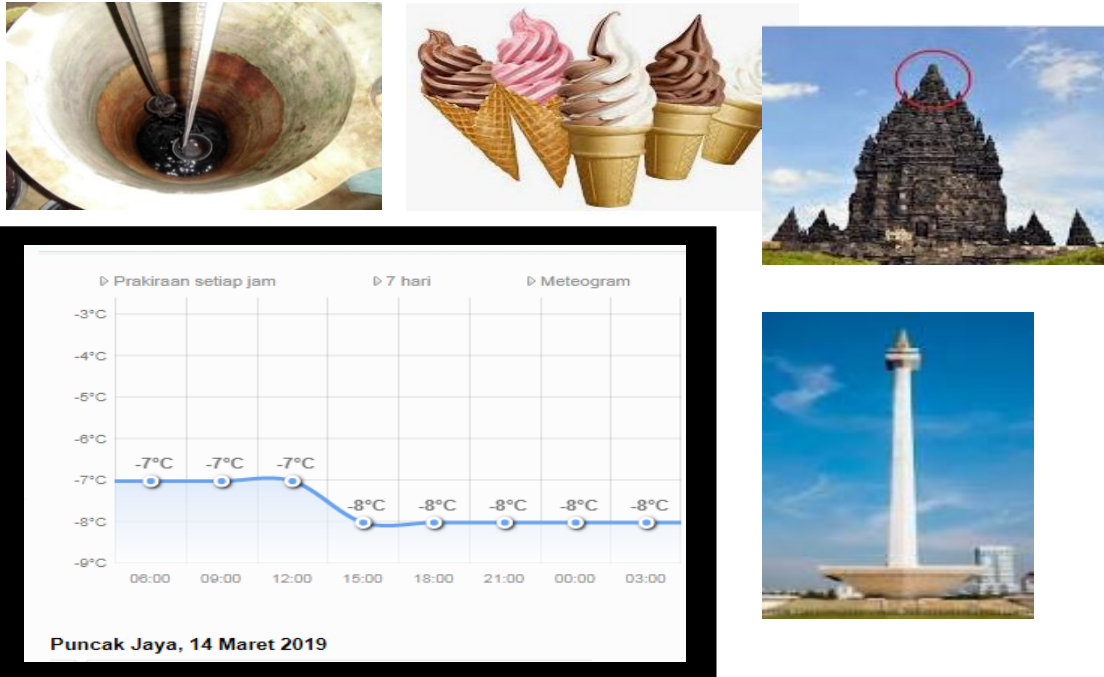 Prakiraan setiap jam 7 hari Meteogram
-3°C
-4°C
-5°C
-6°C
-7°C -7°C -7°C
-7°C
-8°C -8°C -8°C -8°C -8°C
-8°C
-9°C
06:00 09:00 12:00 15:00 18:00 21:00 00:00 03:00
Puncak Jaya, 14 Maret 2019